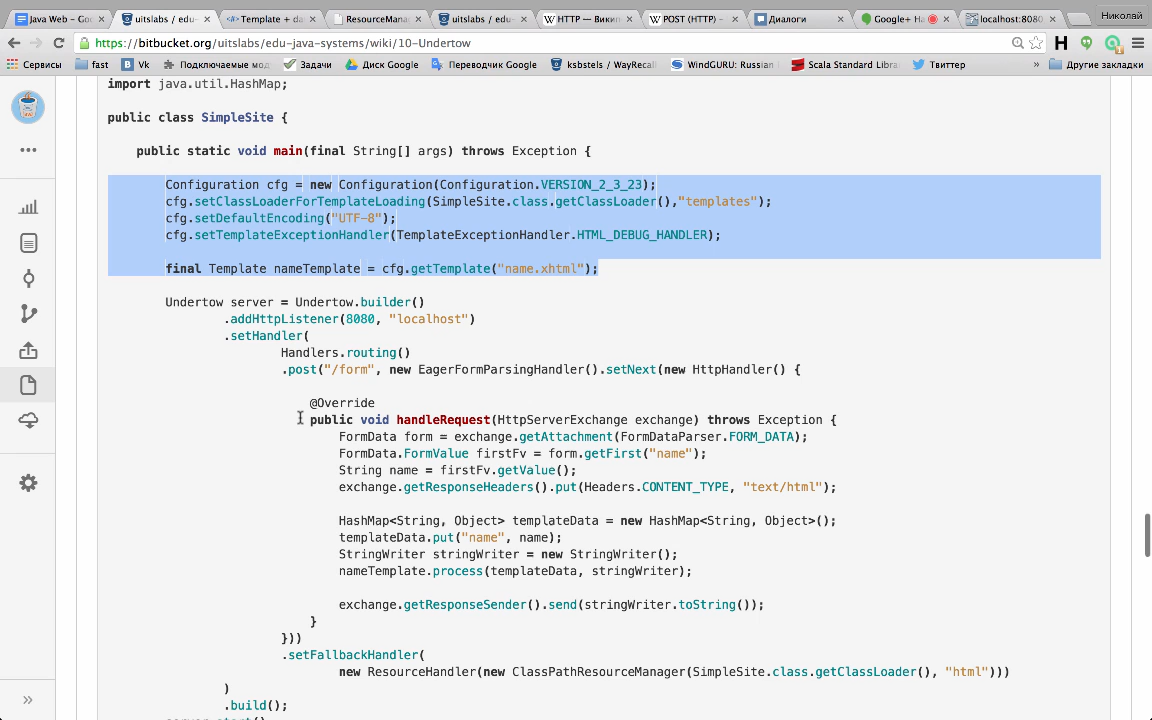 Java Web – Goo
uitslabs / edu-
Template + da
ResourceMana
uitslabs / edu-
HTTP — Викип
POST (HTTP) –
Диалоги
Google+ Ha
localhost:8080
Николай
https://bitbucket.org/uitslabs/edu-java-systems/wiki/10-Undertow
Сервисы
fast
Vk
Подключаемые мод
Задачи
Диск Google
Переводчик Google
ksbstels / WayRecall
WindGURU: Russian
Scala Standard Libra
Твиттер
»
Другие закладки
import java.util.HashMap;
public class SimpleSite {
public static void main(final String[] args) throws Exception {
Configuration cfg = new Configuration(Configuration.VERSION_2_3_23);
cfg.setClassLoaderForTemplateLoading(SimpleSite.class.getClassLoader(),"templates");
cfg.setDefaultEncoding("UTF-8");
cfg.setTemplateExceptionHandler(TemplateExceptionHandler.HTML_DEBUG_HANDLER);
final Template nameTemplate = cfg.getTemplate("name.xhtml");
Undertow server = Undertow.builder()
.addHttpListener(8080, "localhost")
.setHandler(
Handlers.routing()
.post("/form", new EagerFormParsingHandler().setNext(new HttpHandler() {
@Override
public void handleRequest(HttpServerExchange exchange) throws Exception {
FormData form = exchange.getAttachment(FormDataParser.FORM_DATA);
FormData.FormValue firstFv = form.getFirst("name");
String name = firstFv.getValue();
exchange.getResponseHeaders().put(Headers.CONTENT_TYPE, "text/html");
HashMap<String, Object> templateData = new HashMap<String, Object>();
templateData.put("name", name);
StringWriter stringWriter = new StringWriter();
nameTemplate.process(templateData, stringWriter);
exchange.getResponseSender().send(stringWriter.toString());
}
}))
.setFallbackHandler(
new ResourceHandler(new ClassPathResourceManager(SimpleSite.class.getClassLoader(), "html")))
)
.build();
server.start()